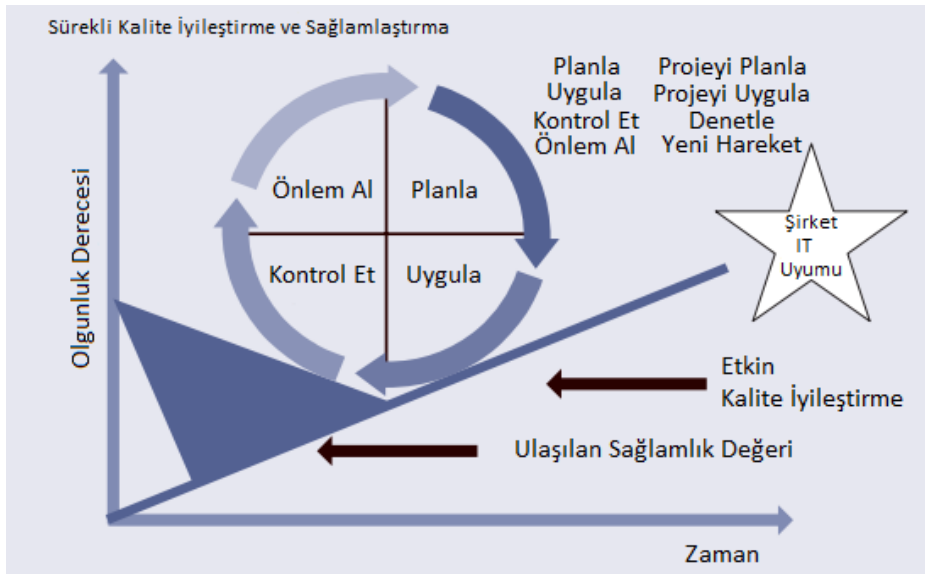 Sürekli Kalite İyileştirme ve Sağlamlaştırma
Planla Projeyi Planla
Uygula Projeyi Uygula
Kontrol Et Denetle
Önlem Al Yeni Hareket
Önlem Al Planla
Kontrol Et Uygula
Şirket
IT
Uyumu
Olgunluk Derecesi
Etkin
Kalite İyileştirme
Ulaşılan Sağlamlık Değeri
Zaman